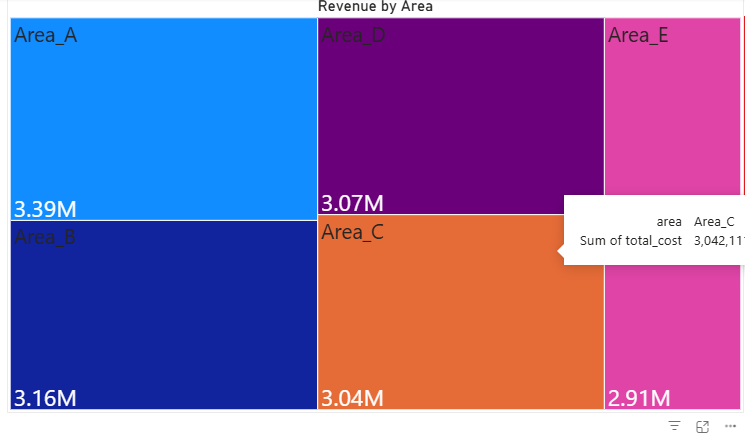 Revenue by Area
Area_A
Area_D
Area_E
3.39M
3.07M
area Area_C
Sum of total_cost
Area_B
Area_C
3.16M
3.04M
2.91M